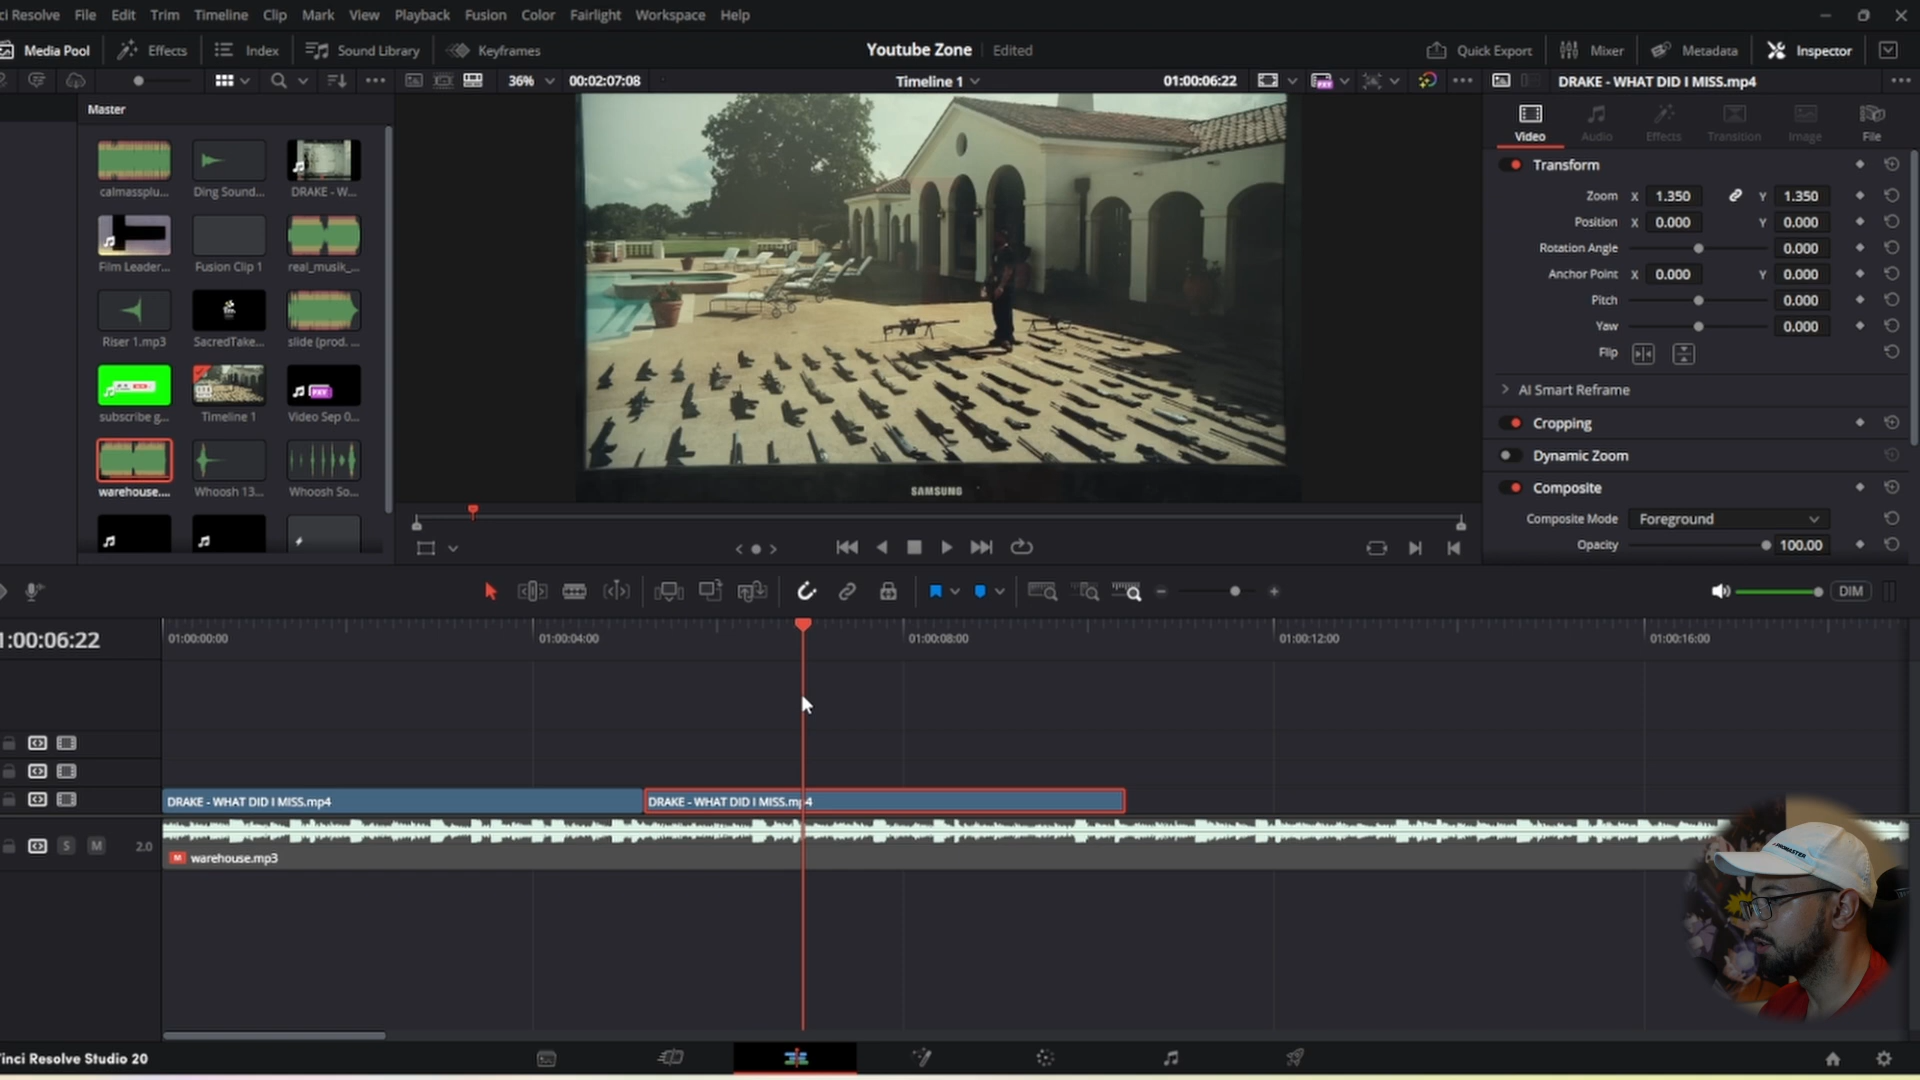 ci Resolve File Edit Trim Timeline Clip Mark View Playback Fusion Color Fairlight Workspace Help
Media Pool Effects Index Sound Library Keyframes Youtube Zone Edited Quick Export Mixer Metadata Inspector
36% 00:02:07:08 Timeline 1 01:00:06:22 DRAKE - WHAT DID I MISS.mp4
Master
Video Audio Effects Transition Image File
calmassplu... Ding Sound... DRAKE - W...
Film Leader... Fusion Clip 1 real_musik_...
Riser 1.mp3 SacredTake... slide (prod. ...
subscribe g... Timeline 1 Video Sep 0...
warehouse.... Whoosh 13... Whoosh So...
SAMSUNG
Transform
Zoom X 1.350 Y 1.350
Position X 0.000 Y 0.000
Rotation Angle 0.000
Anchor Point X 0.000 Y 0.000
Pitch 0.000
Yaw 0.000
Flip
AI Smart Reframe
Cropping
Dynamic Zoom
Composite
Composite Mode Foreground
Opacity 100.00
DIM
1:00:06:22 01:00:00:00 01:00:04:00 01:00:08:00 01:00:12:00 01:00:16:00
DRAKE - WHAT DID I MISS.mp4 DRAKE - WHAT DID I MISS.mp4
S M 2.0
M warehouse.mp3
inci Resolve Studio 20